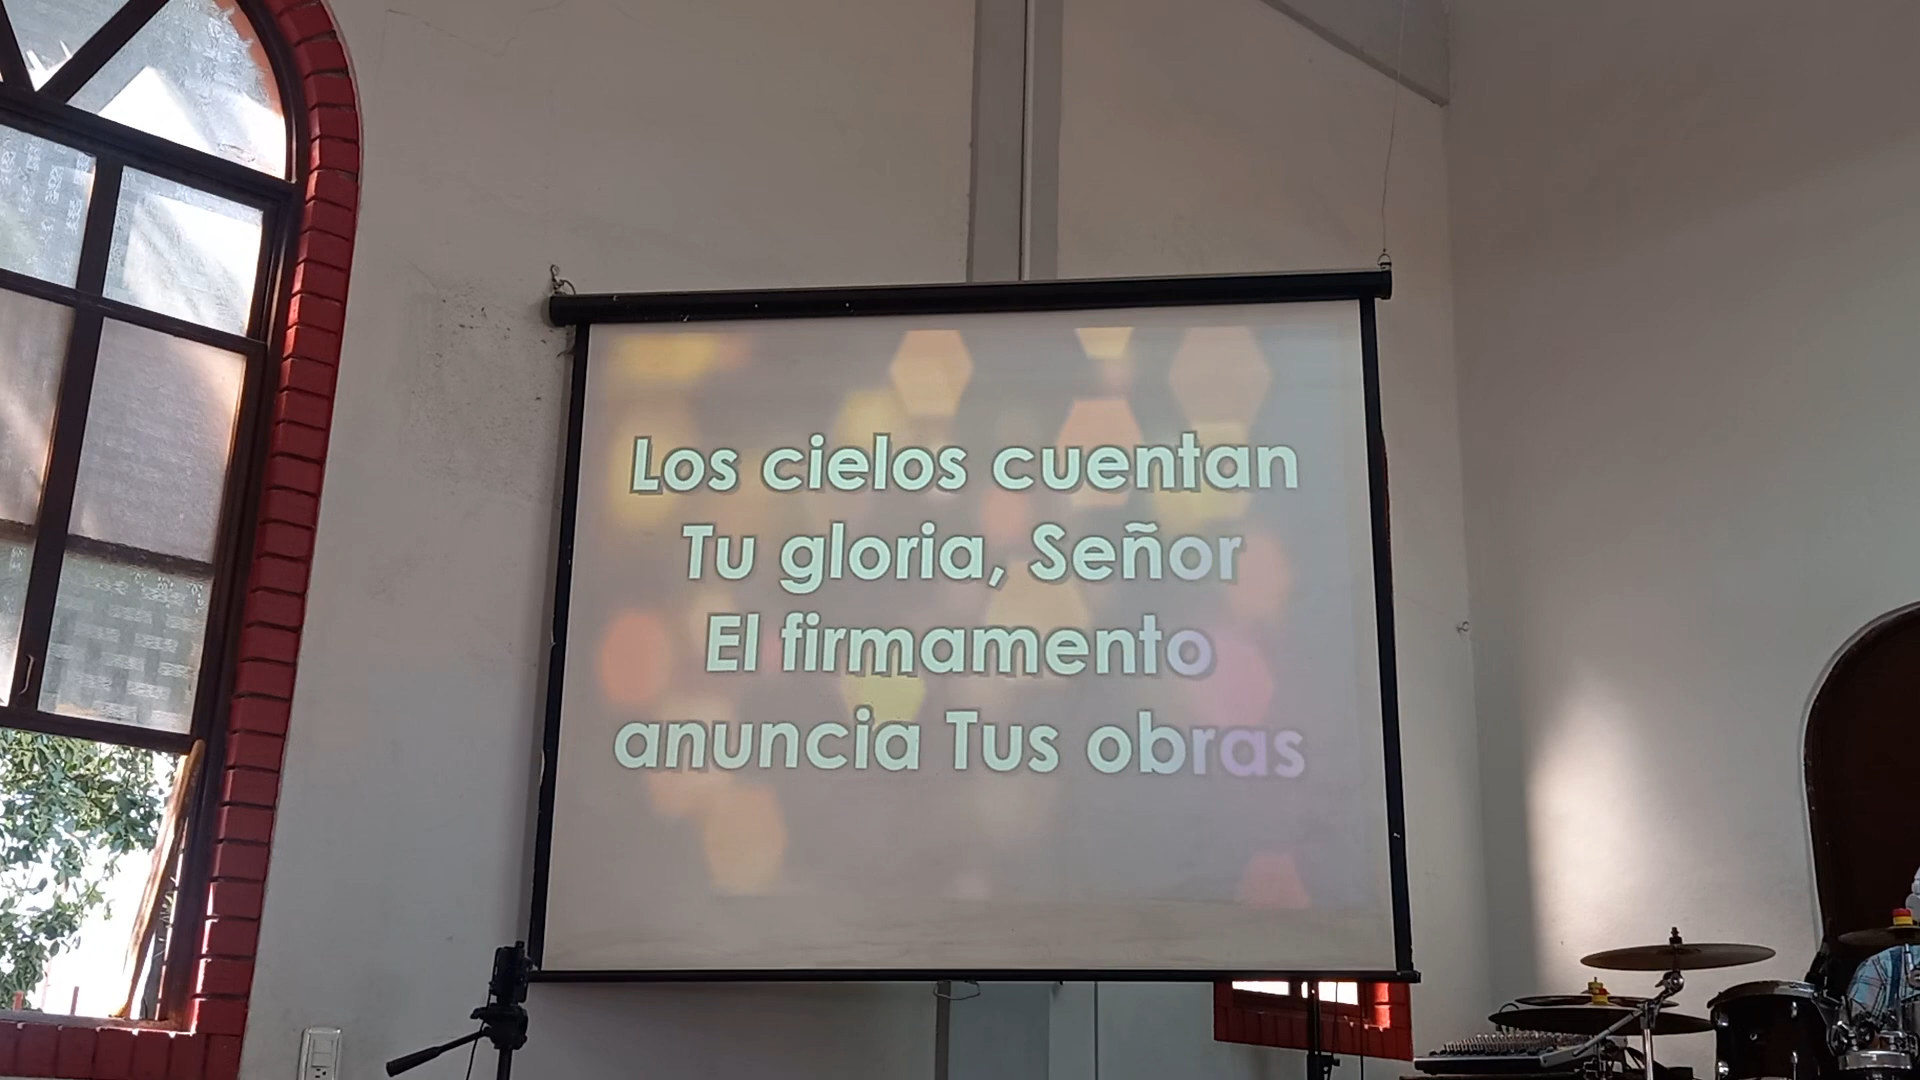 Los cielos cuentan
Tu gloria, Señor
El firmamento
anuncia Tus obras